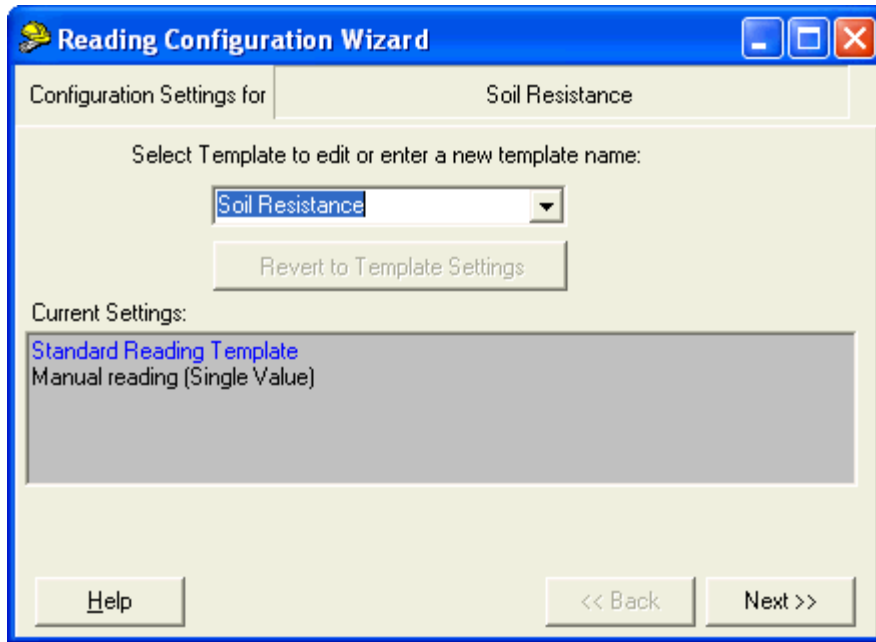 Reading Configuration Wizard
Configuration Settings for
Soil Resistance
Select Template to edit or enter a new template name:
Soil Resistance
Revert to Template Settings
Current Settings:
Standard Reading Template
Manual reading (Single Value)
Help
<< Back
Next >>